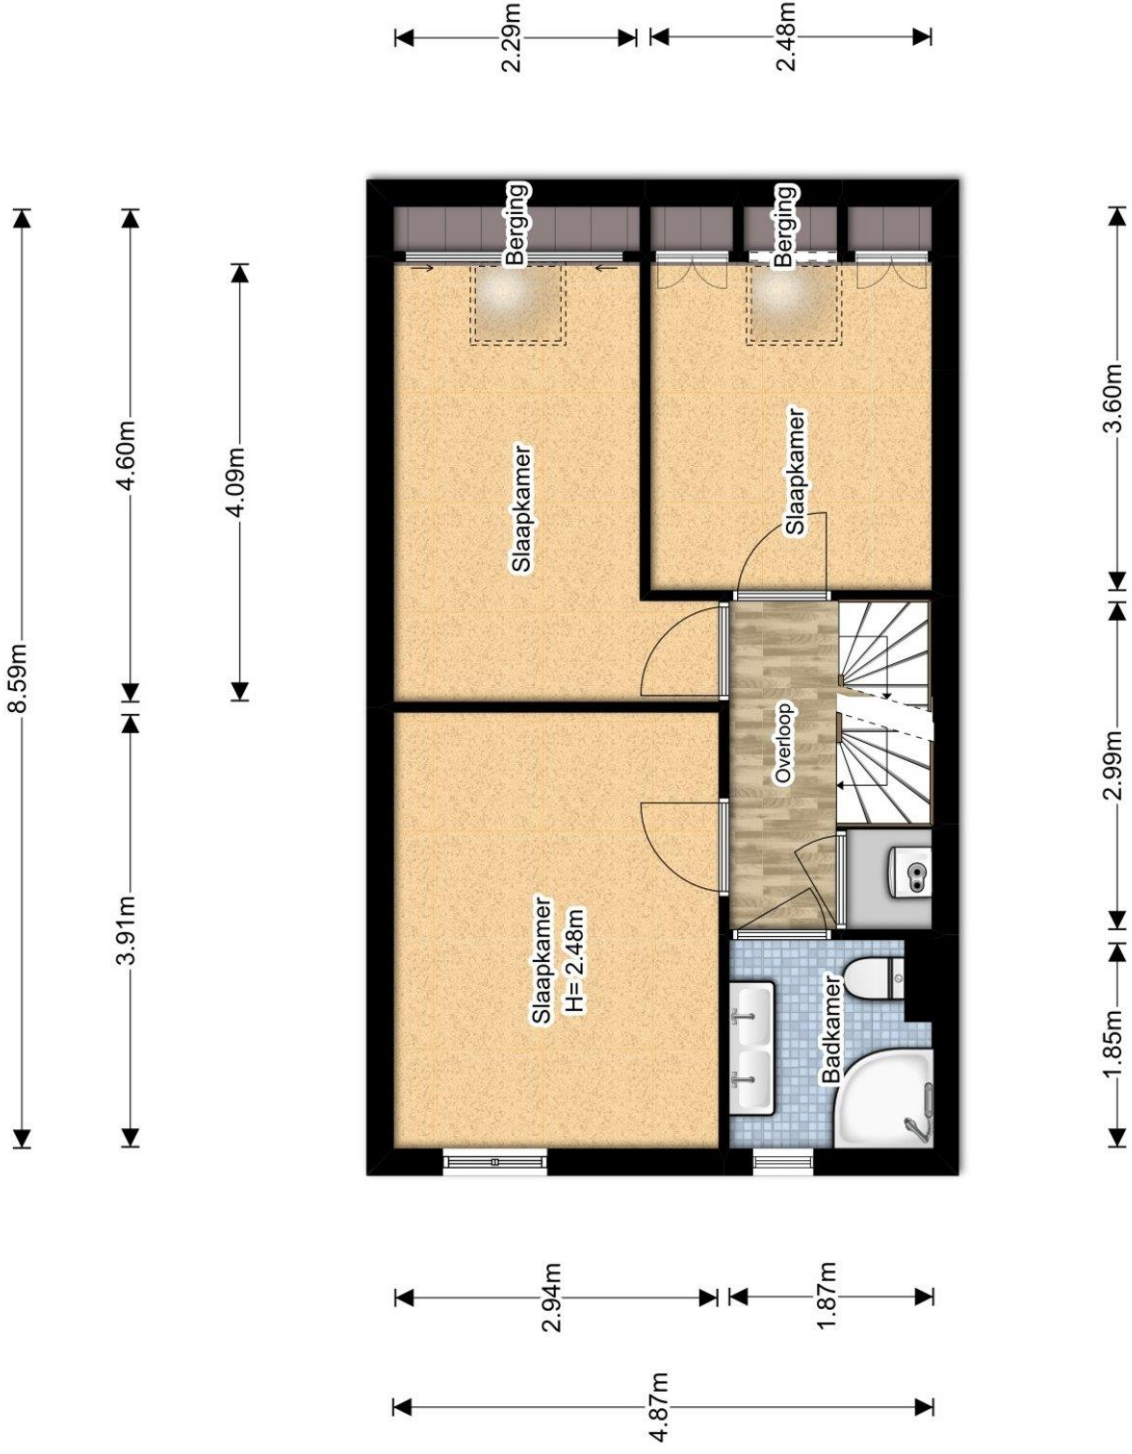 2.29m
2.48m
Berging
Berging
8.59m
4.60m
4.09m
3.60m
Slaapkamer
Slaapkamer
Overloop
2.99m
3.91m
Slaapkamer
H= 2.48m
Badkamer
1.85m
2.94m
1.87m
4.87m